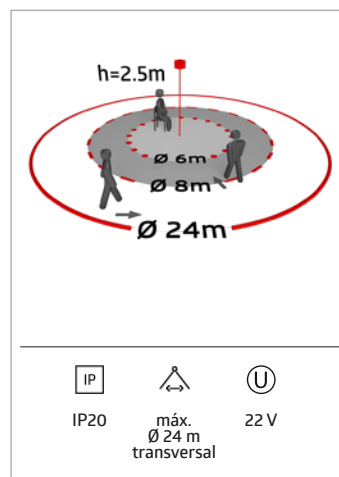 h=2.5m
Ø 6m
Ø 8m
Ø 24m
IP
U
IP20
máx.
Ø 24 m
transversal
22 V